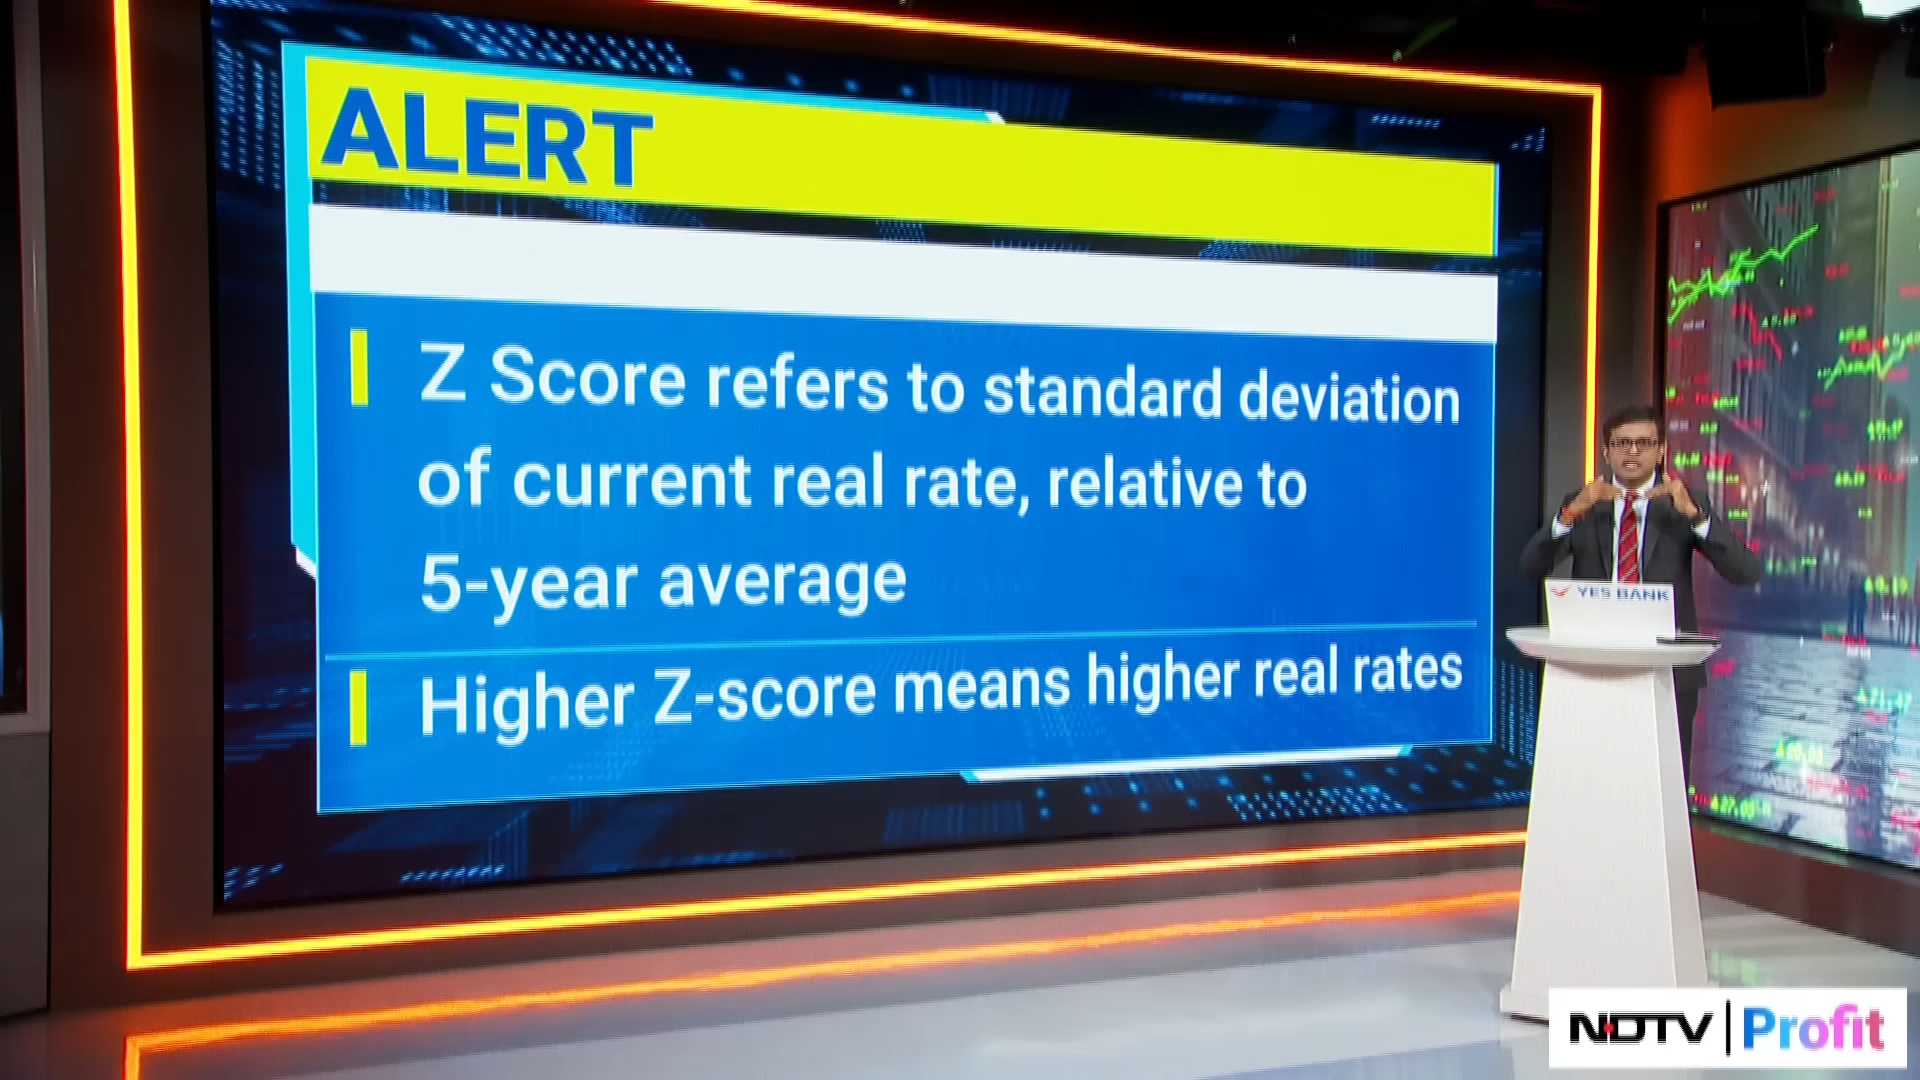 ALERT
Z Score refers to standard deviation
of current real rate, relative to
5-year average
Higher Z-score means higher real rates
YES BANK
NDTV Profit